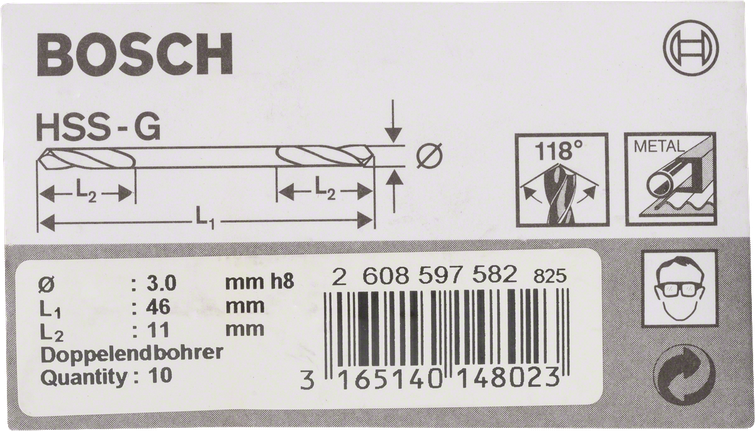 BOSCH
HSS-G
Ø
L2
L2
L1
118°
METAL
Ø : 3.0 mm h8
L1 : 46 mm
L2 : 11 mm
Doppelendbohrer
Quantity : 10
2 608 597 582 825
3 165140 148023